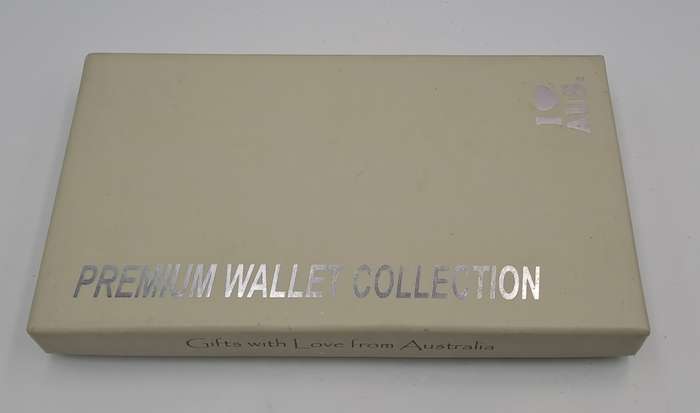 I ❤ AUS.
PREMIUM WALLET COLLECTION
Gifts with Love from Australia